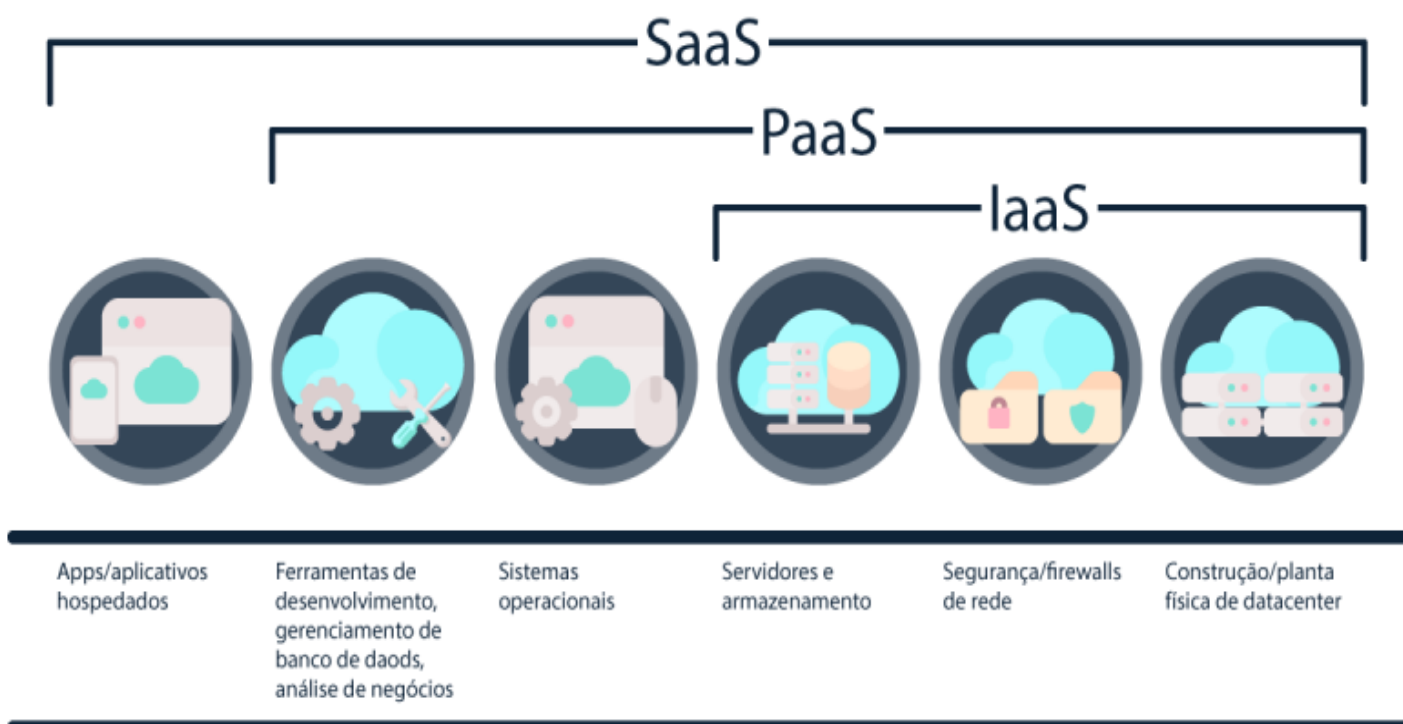 SaaS
PaaS
IaaS
Apps/aplicativos
hospedados
Ferramentas de
desenvolvimento,
gerenciamento de
banco de daods,
análise de negócios
Sistemas
operacionais
Servidores e
armazenamento
Segurança/firewalls
de rede
Construção/planta
física de datacenter